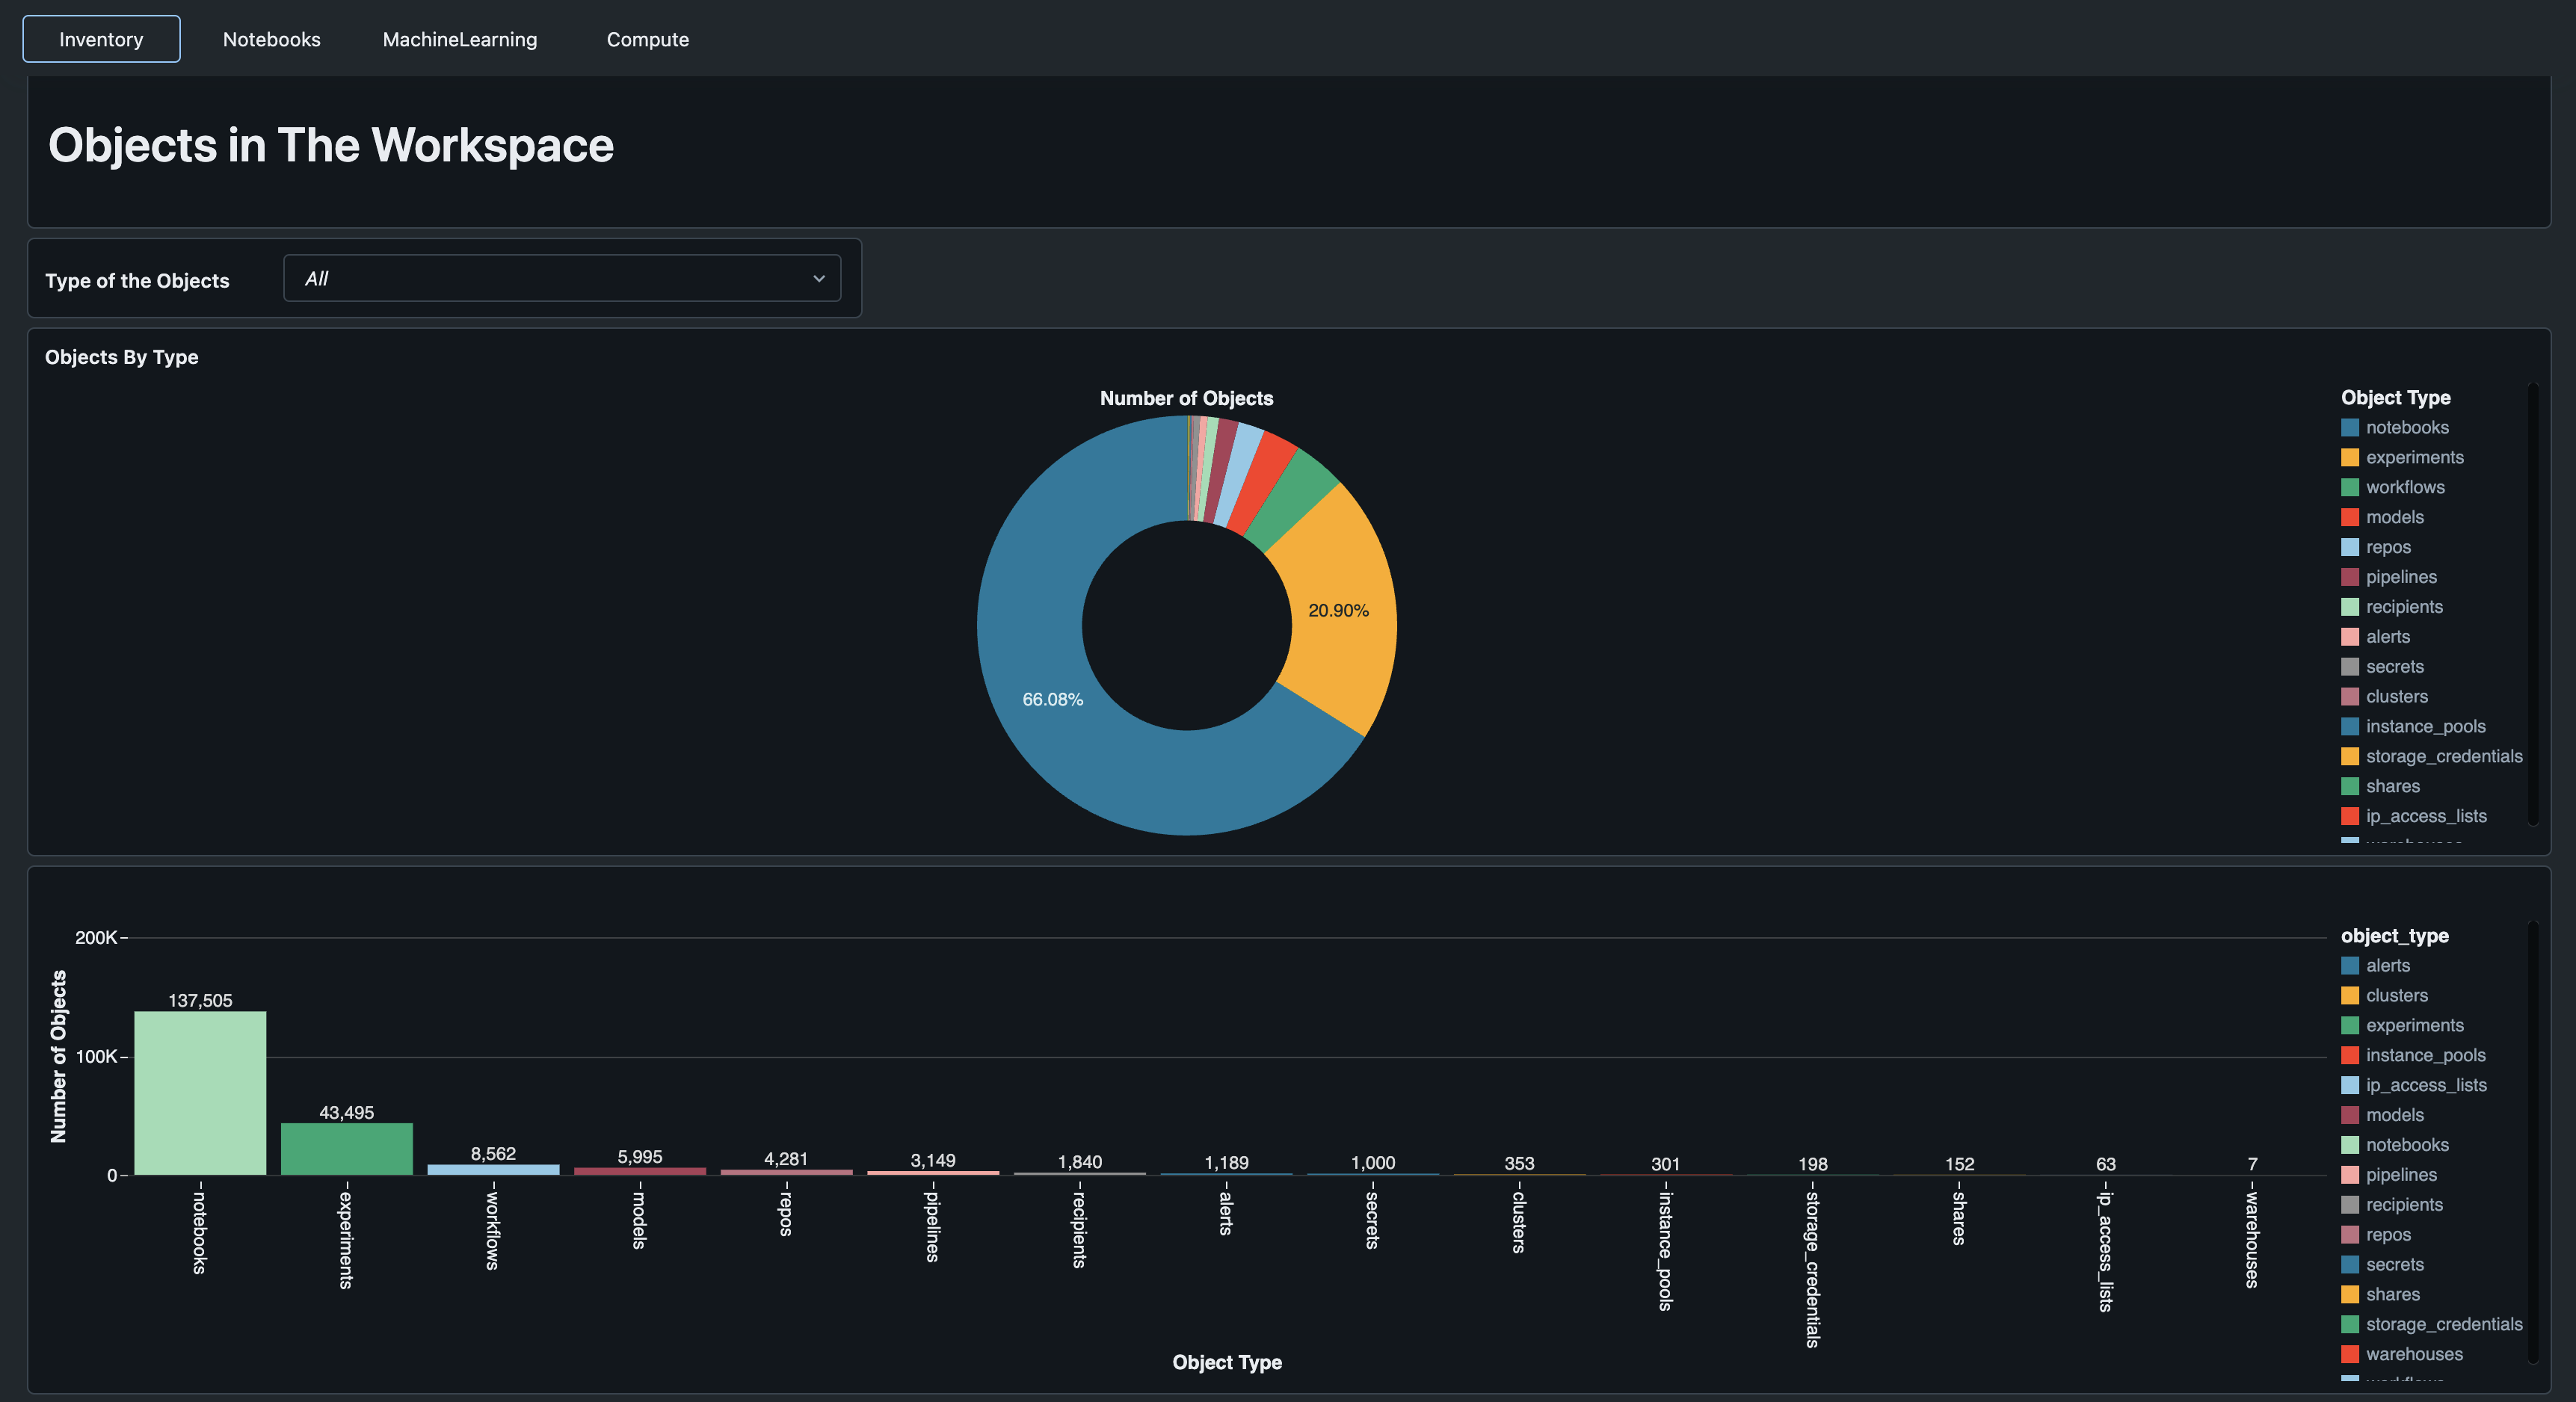 Inventory Notebooks MachineLearning Compute
Objects in The Workspace
Type of the Objects All
Objects By Type
Number of Objects
66.08%
20.90%
Object Type
notebooks
experiments
workflows
models
repos
pipelines
recipients
alerts
secrets
clusters
instance_pools
storage_credentials
shares
ip_access_lists
Number of Objects
200K
100K
0
137,505
43,495
8,562
5,995
4,281
3,149
1,840
1,189
1,000
353
301
198
152
63
7
notebooks
experiments
workflows
models
repos
pipelines
recipients
alerts
secrets
clusters
instance_pools
storage_credentials
shares
ip_access_lists
warehouses
Object Type
object_type
alerts
clusters
experiments
instance_pools
ip_access_lists
models
notebooks
pipelines
recipients
repos
secrets
shares
storage_credentials
warehouses